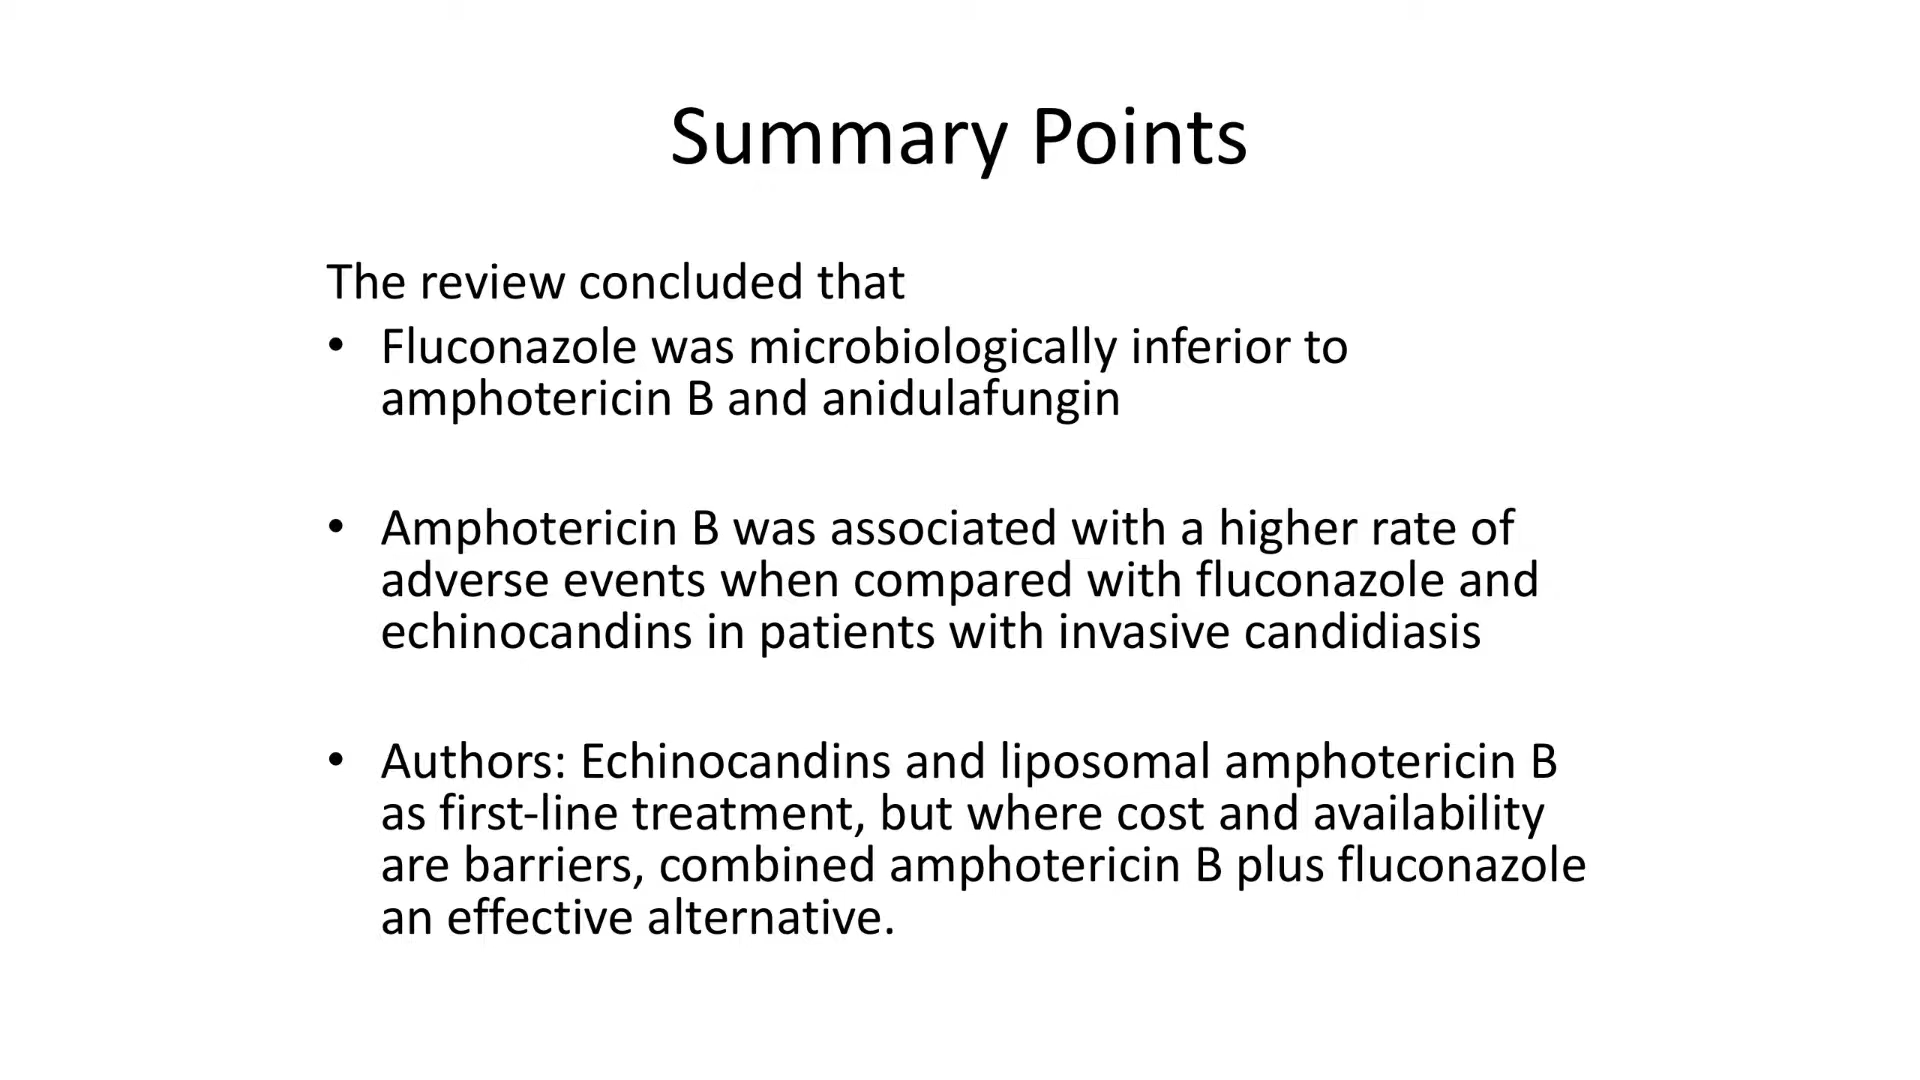 Summary Points
The review concluded that
• Fluconazole was microbiologically inferior to
amphotericin B and anidulafungin
• Amphotericin B was associated with a higher rate of
adverse events when compared with fluconazole and
echinocandins in patients with invasive candidiasis
• Authors: Echinocandins and liposomal amphotericin B
as first-line treatment, but where cost and availability
are barriers, combined amphotericin B plus fluconazole
an effective alternative.